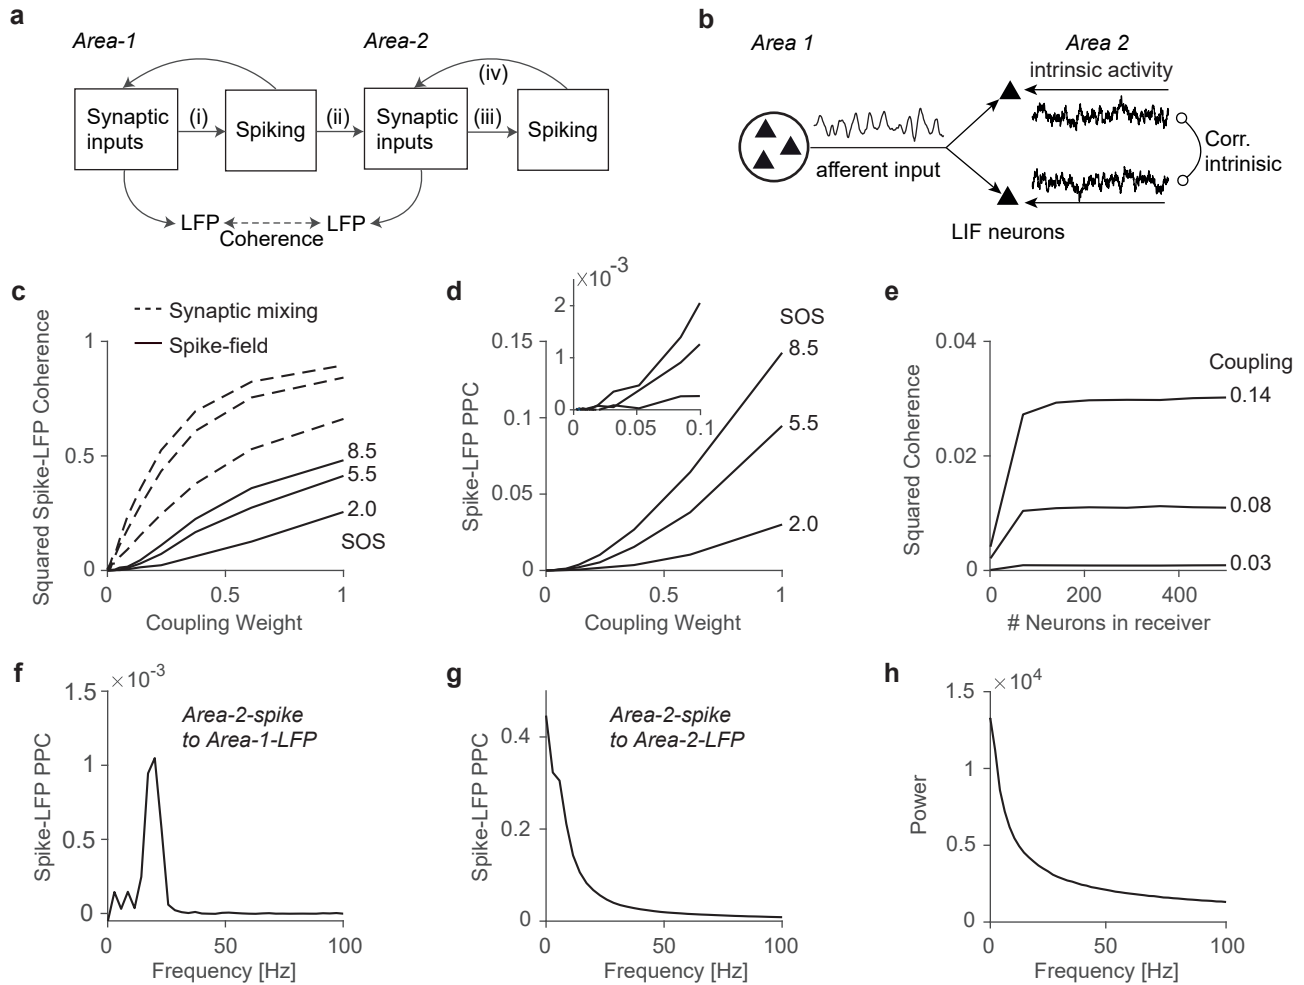 a
Area-1
Area-2
Synaptic
inputs
(i)
Spiking
(ii)
Synaptic
inputs
(iii)
(iv)
Spiking
LFP
LFP
Coherence
b
Area 1
Area 2
intrinsic activity
afferent input
Corr.
intrinisic
LIF neurons
c
Synaptic mixing
Spike-field
Squared Spike-LFP Coherence
1
0.5
0
8.5
5.5
2.0
SOS
0
0.5
1
Coupling Weight
d
×10-3
2
1
0
0
0.05
0.1
Spike-LFP PPC
0.15
0.1
0.05
0
SOS
8.5
5.5
2.0
0
0.5
1
Coupling Weight
e
Squared Coherence
0.04
0.02
0
Coupling
0.14
0.08
0.03
0
200
400
# Neurons in receiver
f
×10-3
Spike-LFP PPC
1.5
1
0.5
0
Area-2-spike
to Area-1-LFP
0
50
100
Frequency [Hz]
g
Spike-LFP PPC
0.4
0.2
0
Area-2-spike
to Area-2-LFP
0
50
100
Frequency [Hz]
h
×104
Power
1.5
1
0.5
0
0
50
100
Frequency [Hz]